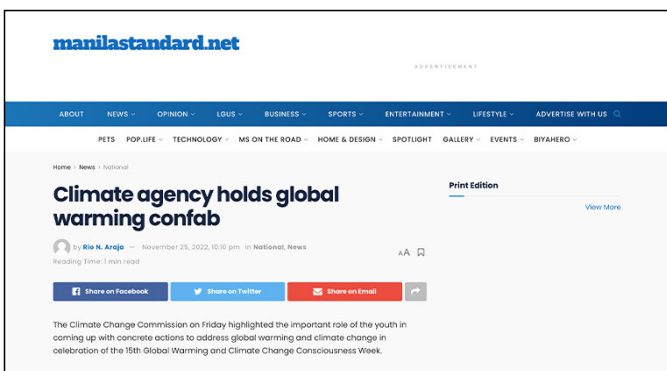 manilastandard.net
ADVERTISEMENT
ABOUT NEWS OPINION LGUS BUSINESS SPORTS ENTERTAINMENT LIFESTYLE ADVERTISE WITH US
PETS POP.LIFE TECHNOLOGY MS ON THE ROAD HOME & DESIGN SPOTLIGHT GALLERY EVENTS BIYAHERO
Home > News > National
Climate agency holds global
warming confab
by Rio N. Araja — November 25, 2022, 10:10 pm in National, News
Reading Time: 1 min read
AA
Share on Facebook Share on Twitter Share on Email
The Climate Change Commission on Friday highlighted the important role of the youth in
coming up with concrete actions to address global warming and climate change in
celebration of the 15th Global Warming and Climate Change Consciousness Week.
Print Edition
View More